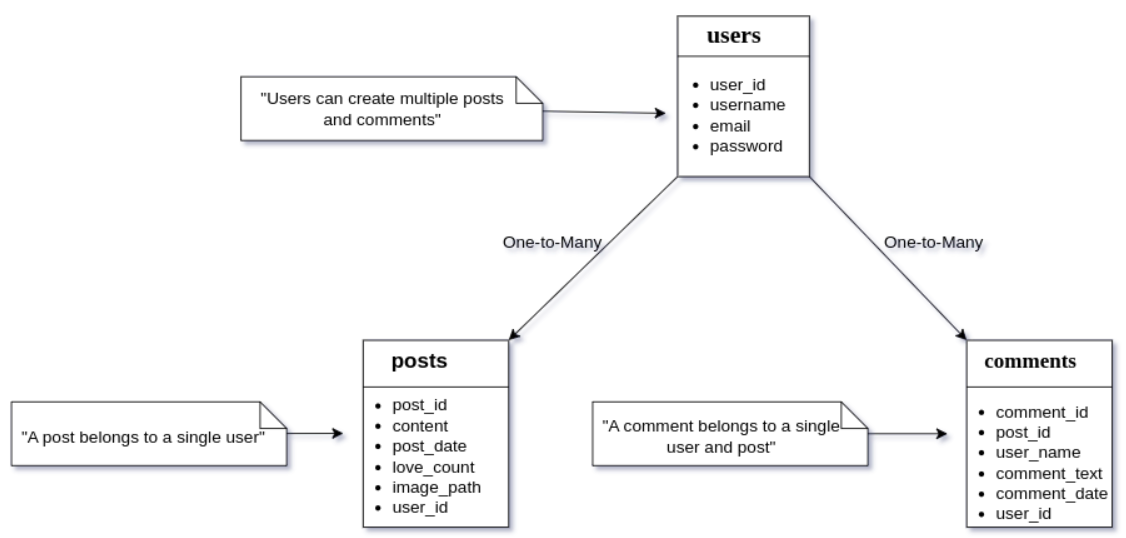 users
• user_id
• username
• email
• password
"Users can create multiple posts
and comments"
One-to-Many
One-to-Many
posts
• post_id
• content
• post_date
• love_count
• image_path
• user_id
"A post belongs to a single user"
comments
• comment_id
• post_id
• user_name
• comment_text
• comment_date
• user_id
"A comment belongs to a single
user and post"